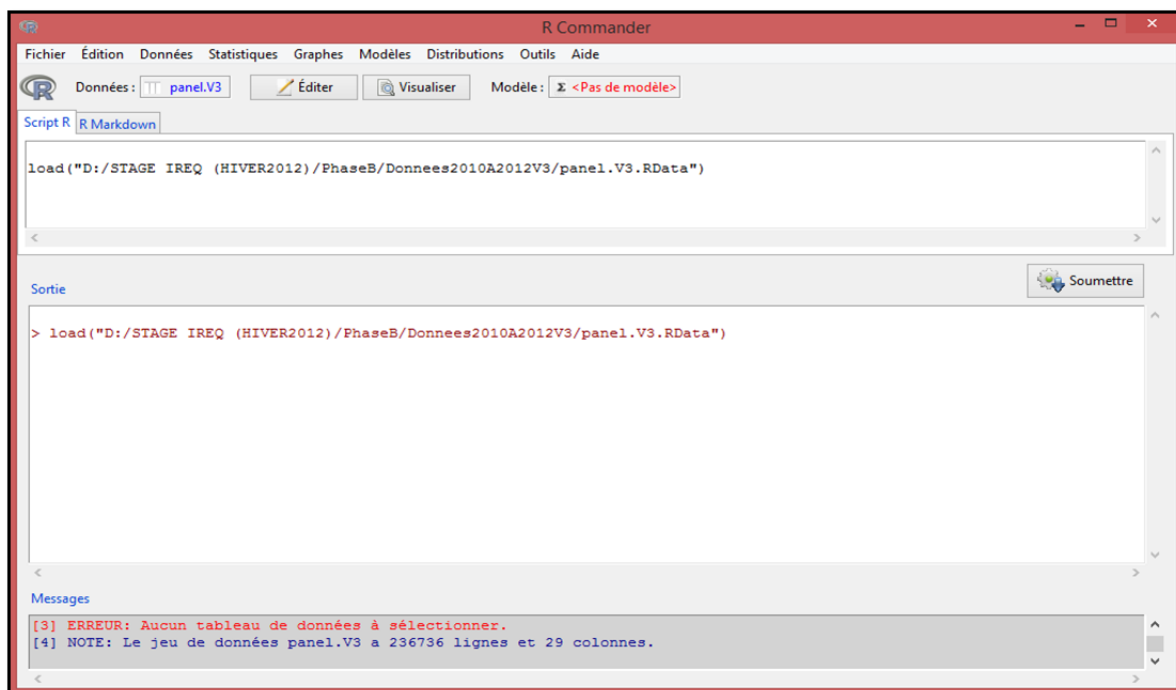 R Commander
Fichier Édition Données Statistiques Graphes Modèles Distributions Outils Aide
R Données : panel.V3 Éditer Visualiser Modèle : Σ <Pas de modèle>
Script R R Markdown
load("D:/STAGE IREQ (HIVER2012)/PhaseB/Donnees2010A2012V3/panel.V3.RData")
Soumettre
Sortie
> load("D:/STAGE IREQ (HIVER2012)/PhaseB/Donnees2010A2012V3/panel.V3.RData")
Messages
[3] ERREUR: Aucun tableau de données à sélectionner.
[4] NOTE: Le jeu de données panel.V3 a 236736 lignes et 29 colonnes.